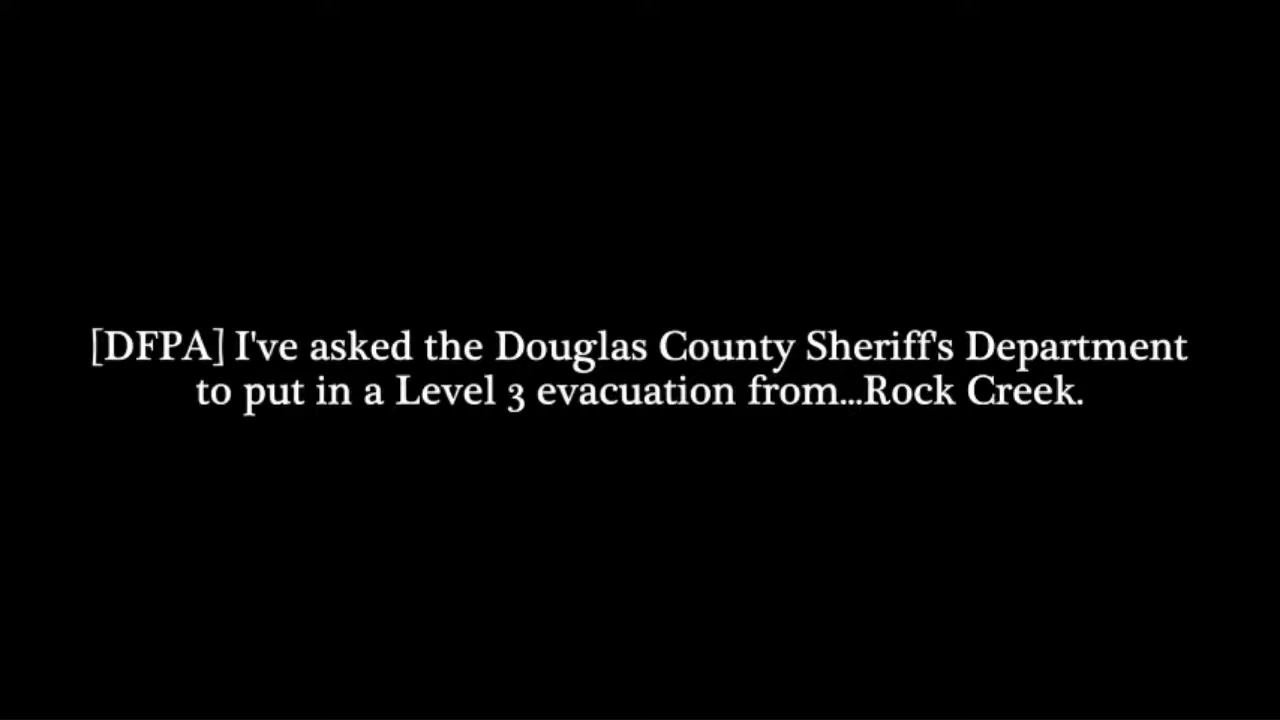 [DFPA] I've asked the Douglas County Sheriff's Department
to put in a Level 3 evacuation from...Rock Creek.